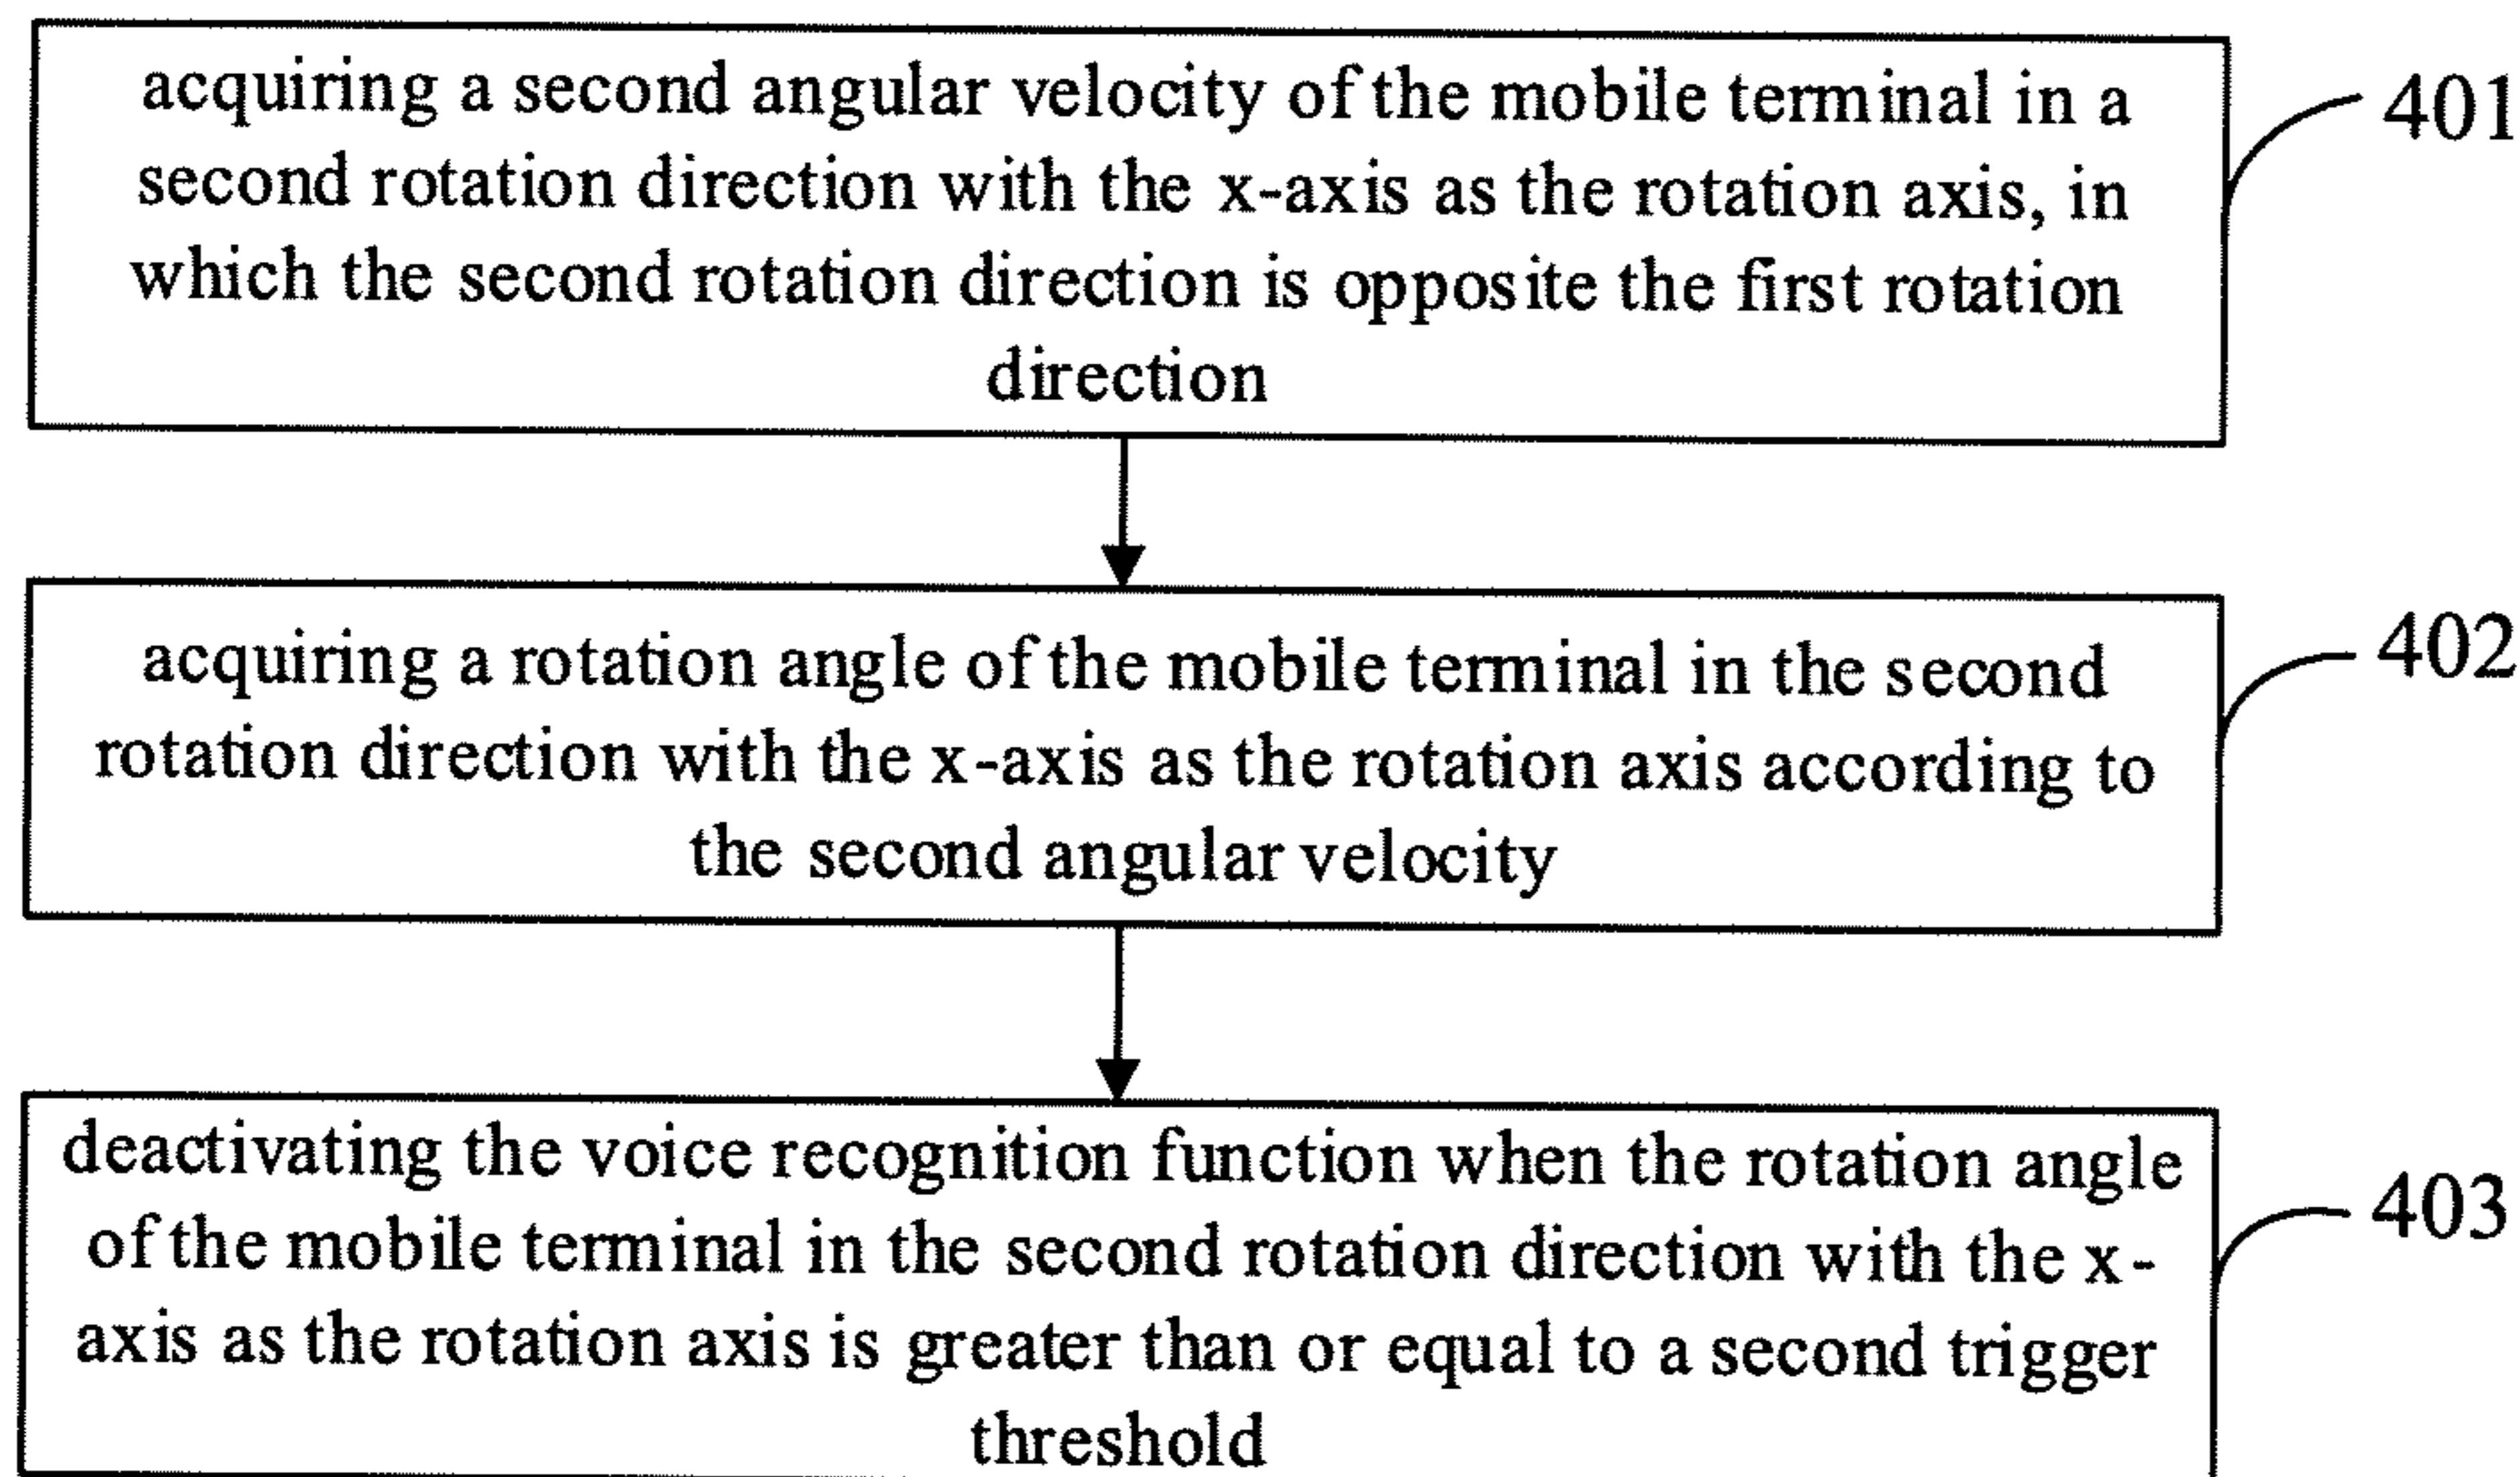 acquiring a second angular velocity of the mobile terminal in a
second rotation direction with the x-axis as the rotation axis, in
which the second rotation direction is opposite the first rotation
direction
401
acquiring a rotation angle of the mobile terminal in the second
rotation direction with the x-axis as the rotation axis according to
the second angular velocity
402
deactivating the voice recognition function when the rotation angle
of the mobile terminal in the second rotation direction with the x-
axis as the rotation axis is greater than or equal to a second trigger
threshold
403